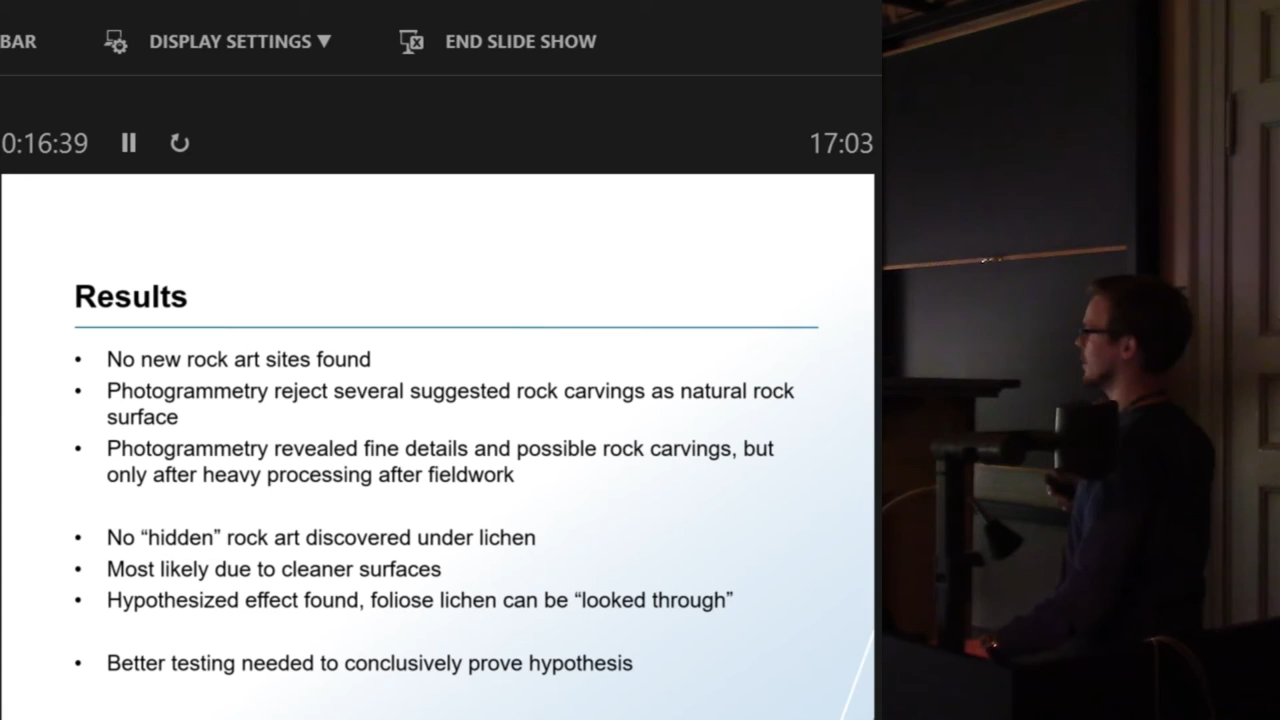 BAR DISPLAY SETTINGS ▼ END SLIDE SHOW
0:16:39 17:03
Results
• No new rock art sites found
• Photogrammetry reject several suggested rock carvings as natural rock
surface
• Photogrammetry revealed fine details and possible rock carvings, but
only after heavy processing after fieldwork
• No “hidden” rock art discovered under lichen
• Most likely due to cleaner surfaces
• Hypothesized effect found, foliose lichen can be “looked through”
• Better testing needed to conclusively prove hypothesis